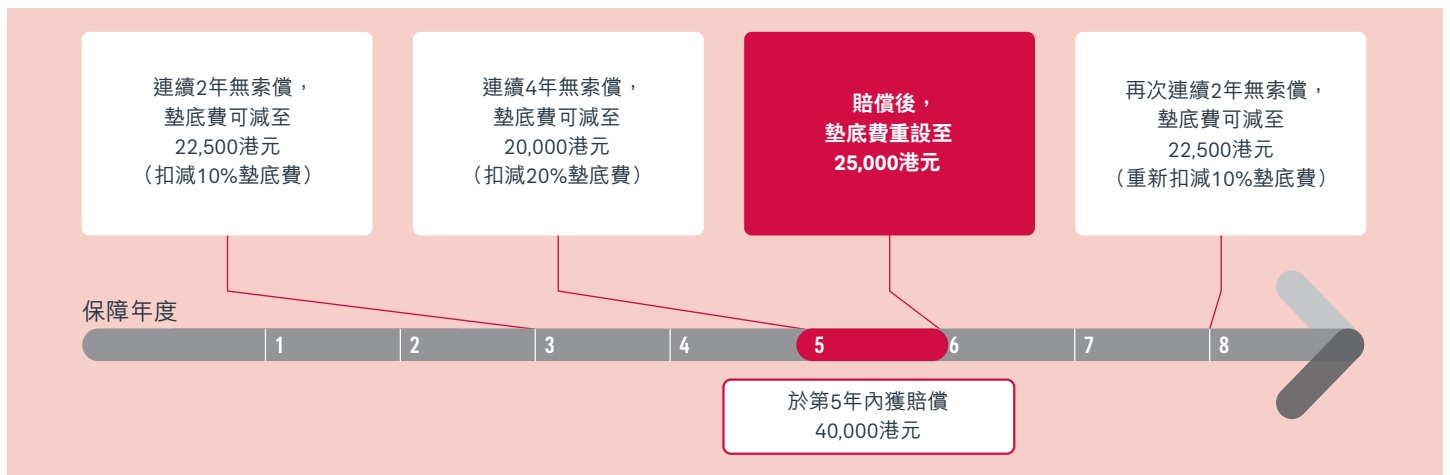 連續2年無索償，
墊底費可減至
22,500港元
（扣減10%墊底費）
連續4年無索償，
墊底費可減至
20,000港元
（扣減20%墊底費）
賠償後，
墊底費重設至
25,000港元
再次連續2年無索償，
墊底費可減至
22,500港元
（重新扣減10%墊底費）
保障年度
1 2 3 4 5 6 7 8
於第5年內獲賠償
40,000港元